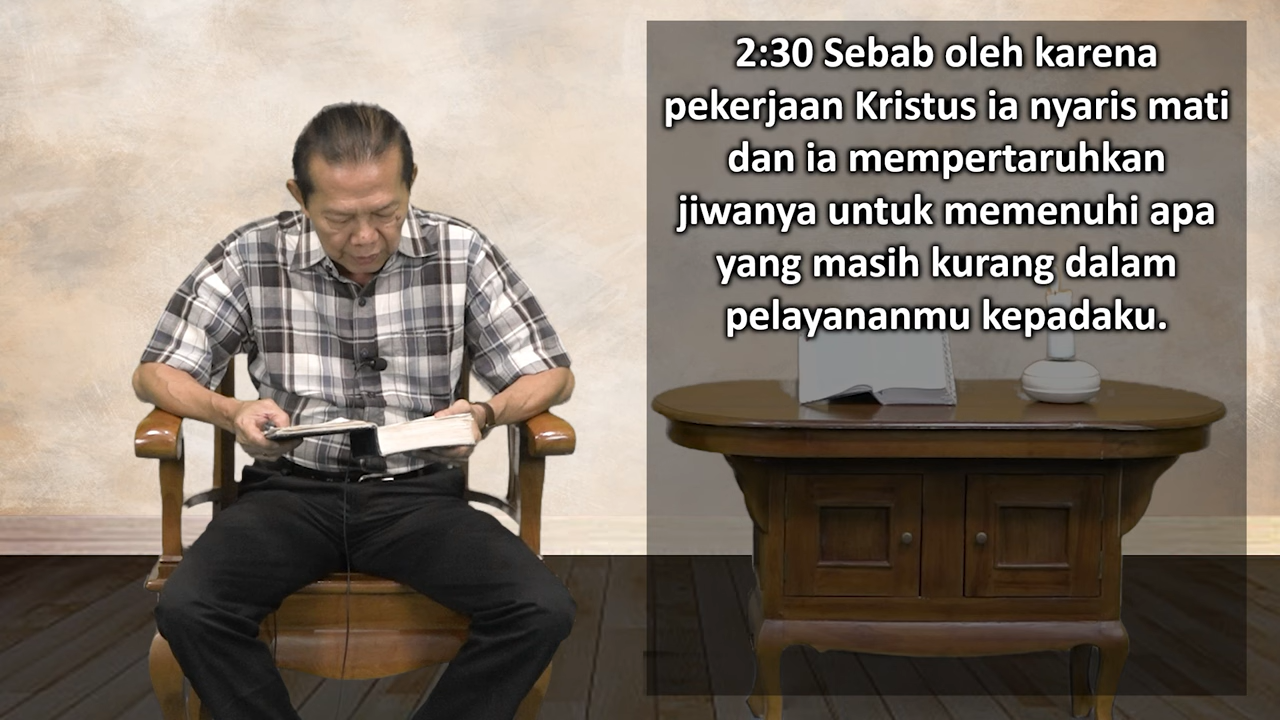 2:30 Sebab oleh karena
pekerjaan Kristus ia nyaris mati
dan ia mempertaruhkan
jiwanya untuk memenuhi apa
yang masih kurang dalam
pelayananmu kepadaku.